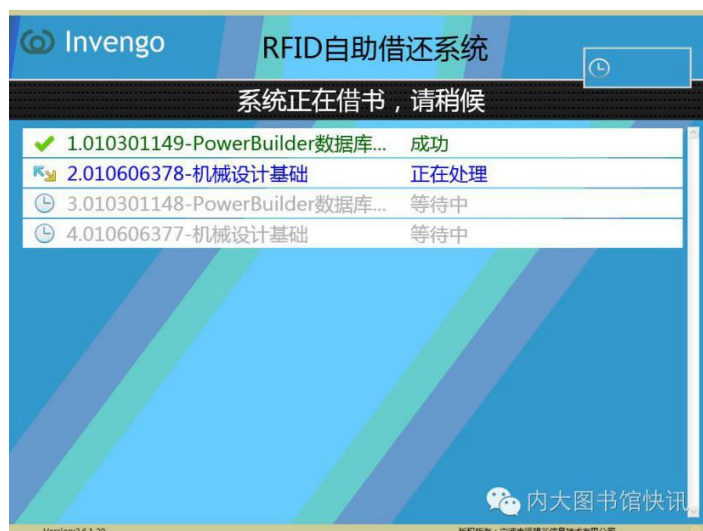 Invengo
RFID自助借还系统
系统正在借书，请稍候
1.010301149-PowerBuilder数据库... 成功
2.010606378-机械设计基础 正在处理
3.010301148-PowerBuilder数据库... 等待中
4.010606377-机械设计基础 等待中
内大图书馆快讯